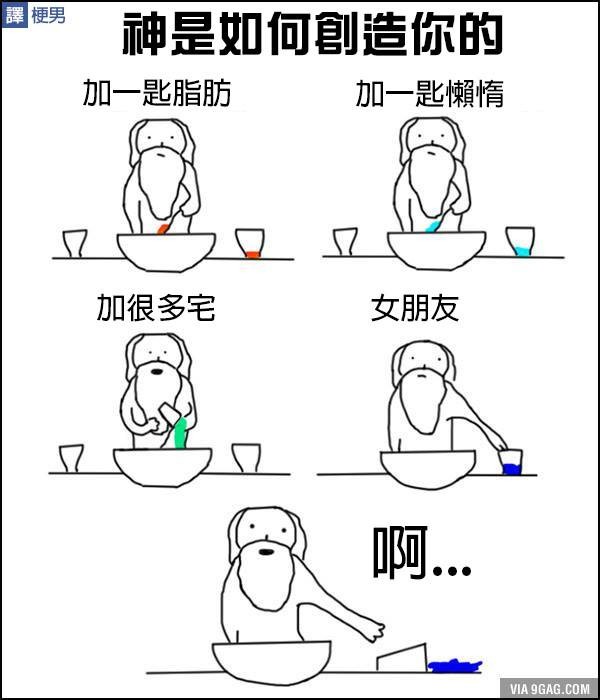 譯 梗男
神是如何創造你的
加一匙脂肪
加一匙懶惰
加很多宅
女朋友
啊...
VIA 9GAG.COM